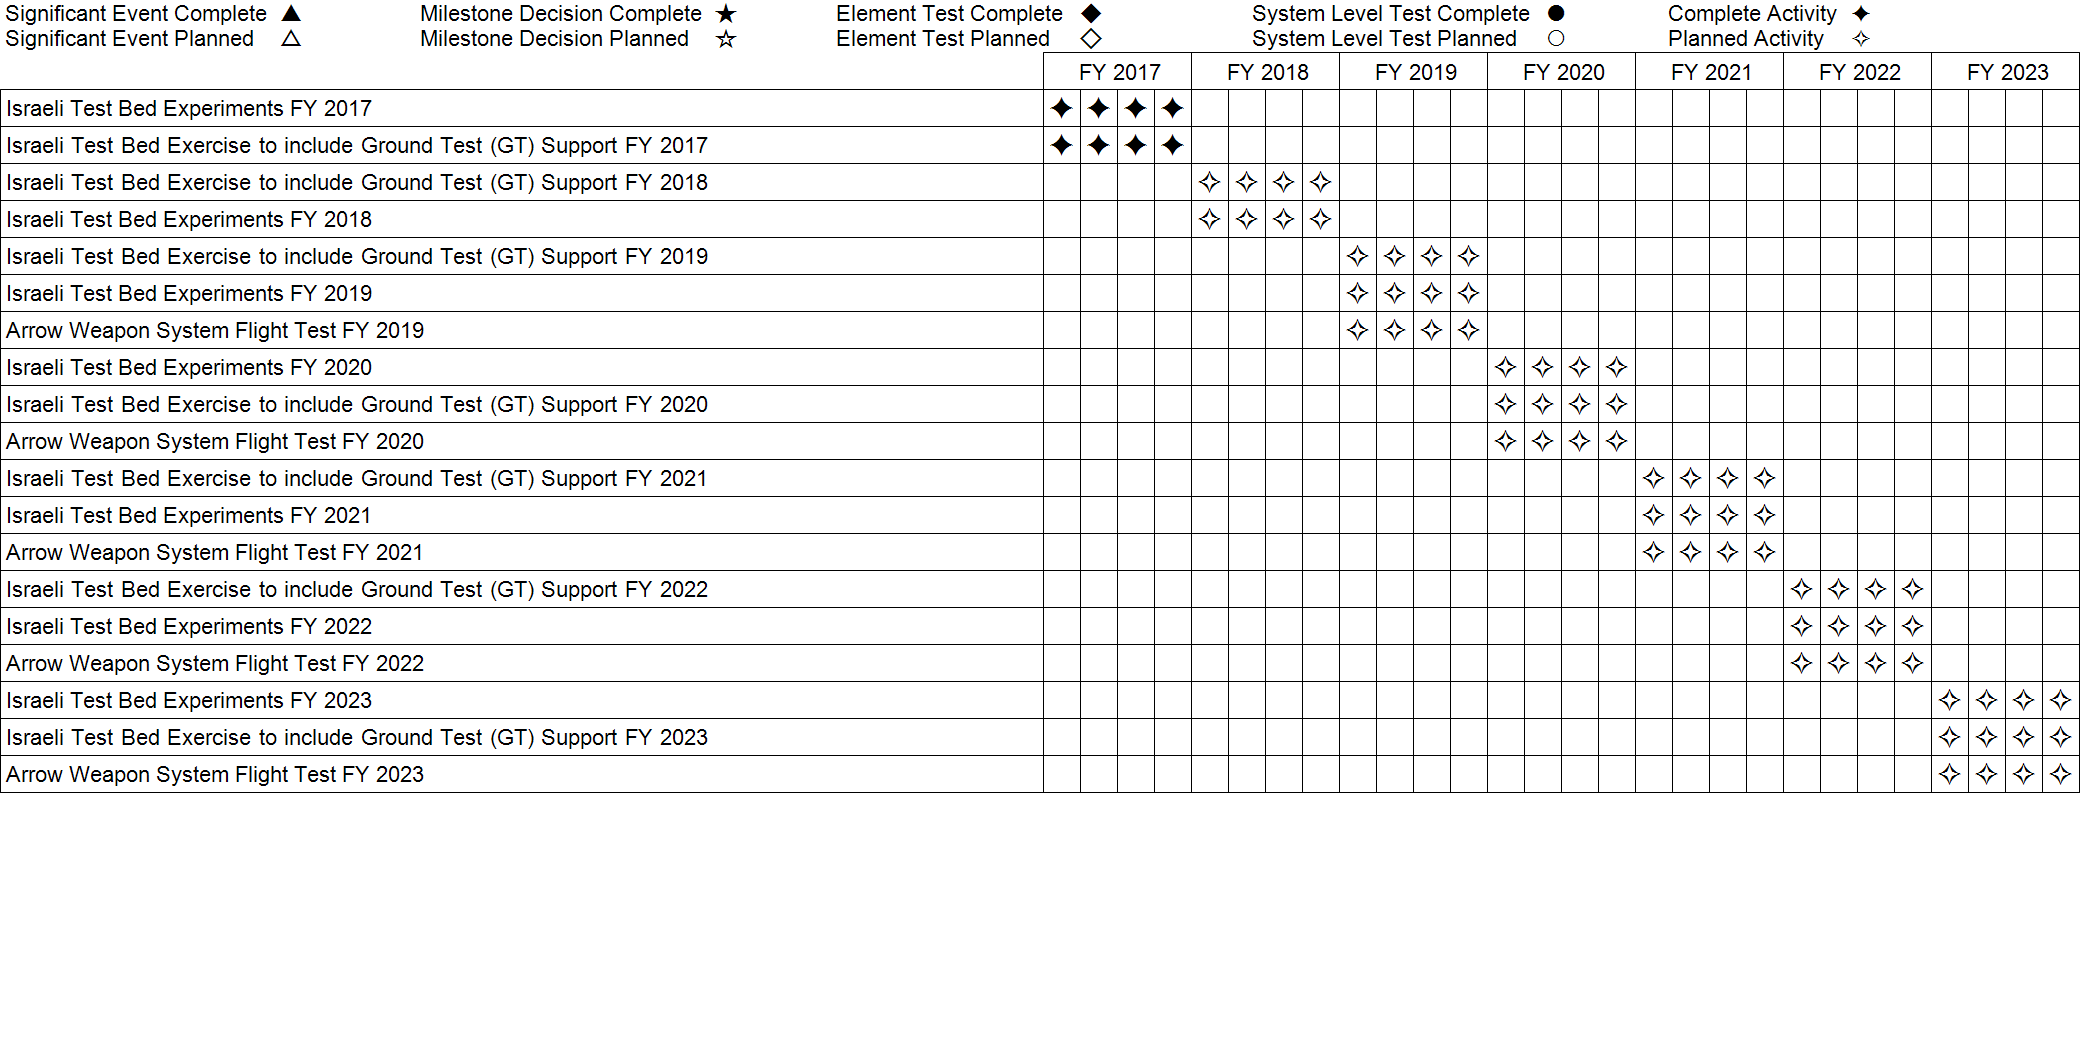 Significant Event Complete ▲ Milestone Decision Complete ★ Element Test Complete ◆ System Level Test Complete ● Complete Activity ✦
Significant Event Planned △ Milestone Decision Planned ☆ Element Test Planned ◇ System Level Test Planned ○ Planned Activity ✧
FY 2017 FY 2018 FY 2019 FY 2020 FY 2021 FY 2022 FY 2023
Israeli Test Bed Experiments FY 2017 ✦ ✦ ✦ ✦
Israeli Test Bed Exercise to include Ground Test (GT) Support FY 2017 ✦ ✦ ✦ ✦
Israeli Test Bed Exercise to include Ground Test (GT) Support FY 2018 ✧ ✧ ✧ ✧
Israeli Test Bed Experiments FY 2018 ✧ ✧ ✧ ✧
Israeli Test Bed Exercise to include Ground Test (GT) Support FY 2019 ✧ ✧ ✧ ✧
Israeli Test Bed Experiments FY 2019 ✧ ✧ ✧ ✧
Arrow Weapon System Flight Test FY 2019 ✧ ✧ ✧ ✧
Israeli Test Bed Experiments FY 2020 ✧ ✧ ✧ ✧
Israeli Test Bed Exercise to include Ground Test (GT) Support FY 2020 ✧ ✧ ✧ ✧
Arrow Weapon System Flight Test FY 2020 ✧ ✧ ✧ ✧
Israeli Test Bed Exercise to include Ground Test (GT) Support FY 2021 ✧ ✧ ✧ ✧
Israeli Test Bed Experiments FY 2021 ✧ ✧ ✧ ✧
Arrow Weapon System Flight Test FY 2021 ✧ ✧ ✧ ✧
Israeli Test Bed Exercise to include Ground Test (GT) Support FY 2022 ✧ ✧ ✧ ✧
Israeli Test Bed Experiments FY 2022 ✧ ✧ ✧ ✧
Arrow Weapon System Flight Test FY 2022 ✧ ✧ ✧ ✧
Israeli Test Bed Experiments FY 2023 ✧ ✧ ✧ ✧
Israeli Test Bed Exercise to include Ground Test (GT) Support FY 2023 ✧ ✧ ✧ ✧
Arrow Weapon System Flight Test FY 2023 ✧ ✧ ✧ ✧